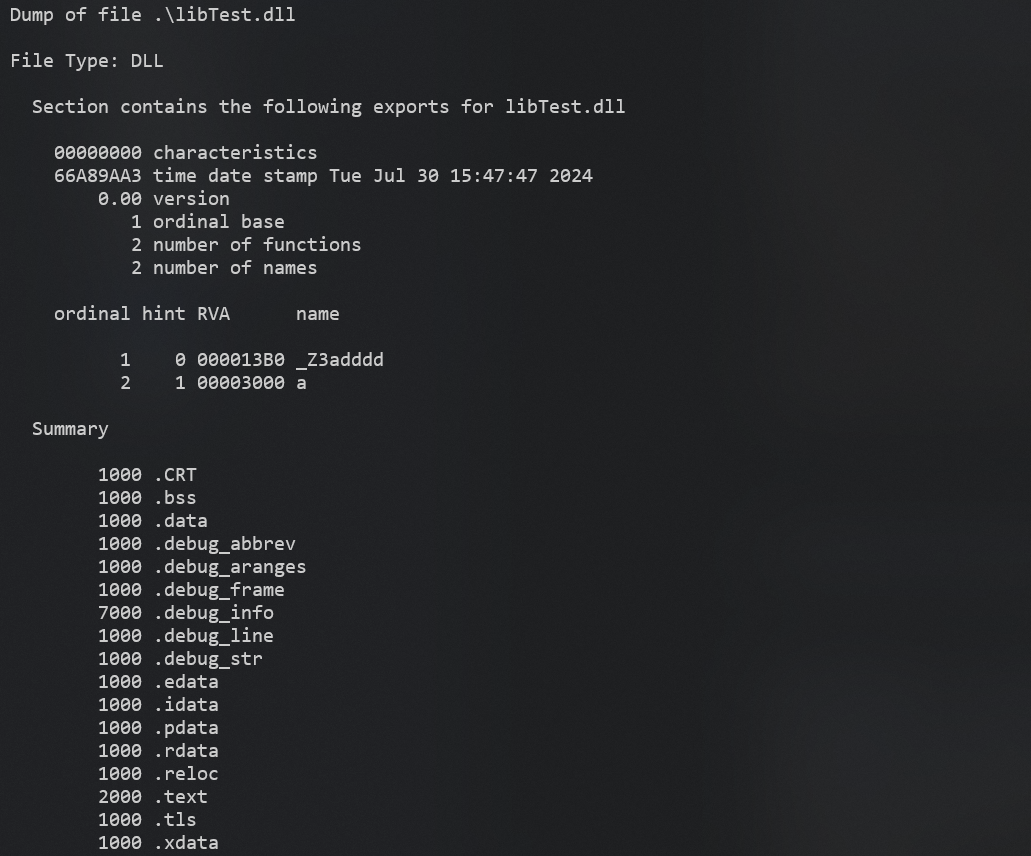 Dump of file .\libTest.dll
File Type: DLL
Section contains the following exports for libTest.dll
00000000 characteristics
66A89AA3 time date stamp Tue Jul 30 15:47:47 2024
0.00 version
1 ordinal base
2 number of functions
2 number of names
ordinal hint RVA name
1 0 000013B0 _Z3adddd
2 1 00003000 a
Summary
1000 .CRT
1000 .bss
1000 .data
1000 .debug_abbrev
1000 .debug_aranges
1000 .debug_frame
7000 .debug_info
1000 .debug_line
1000 .debug_str
1000 .edata
1000 .idata
1000 .pdata
1000 .rdata
1000 .reloc
2000 .text
1000 .tls
1000 .xdata